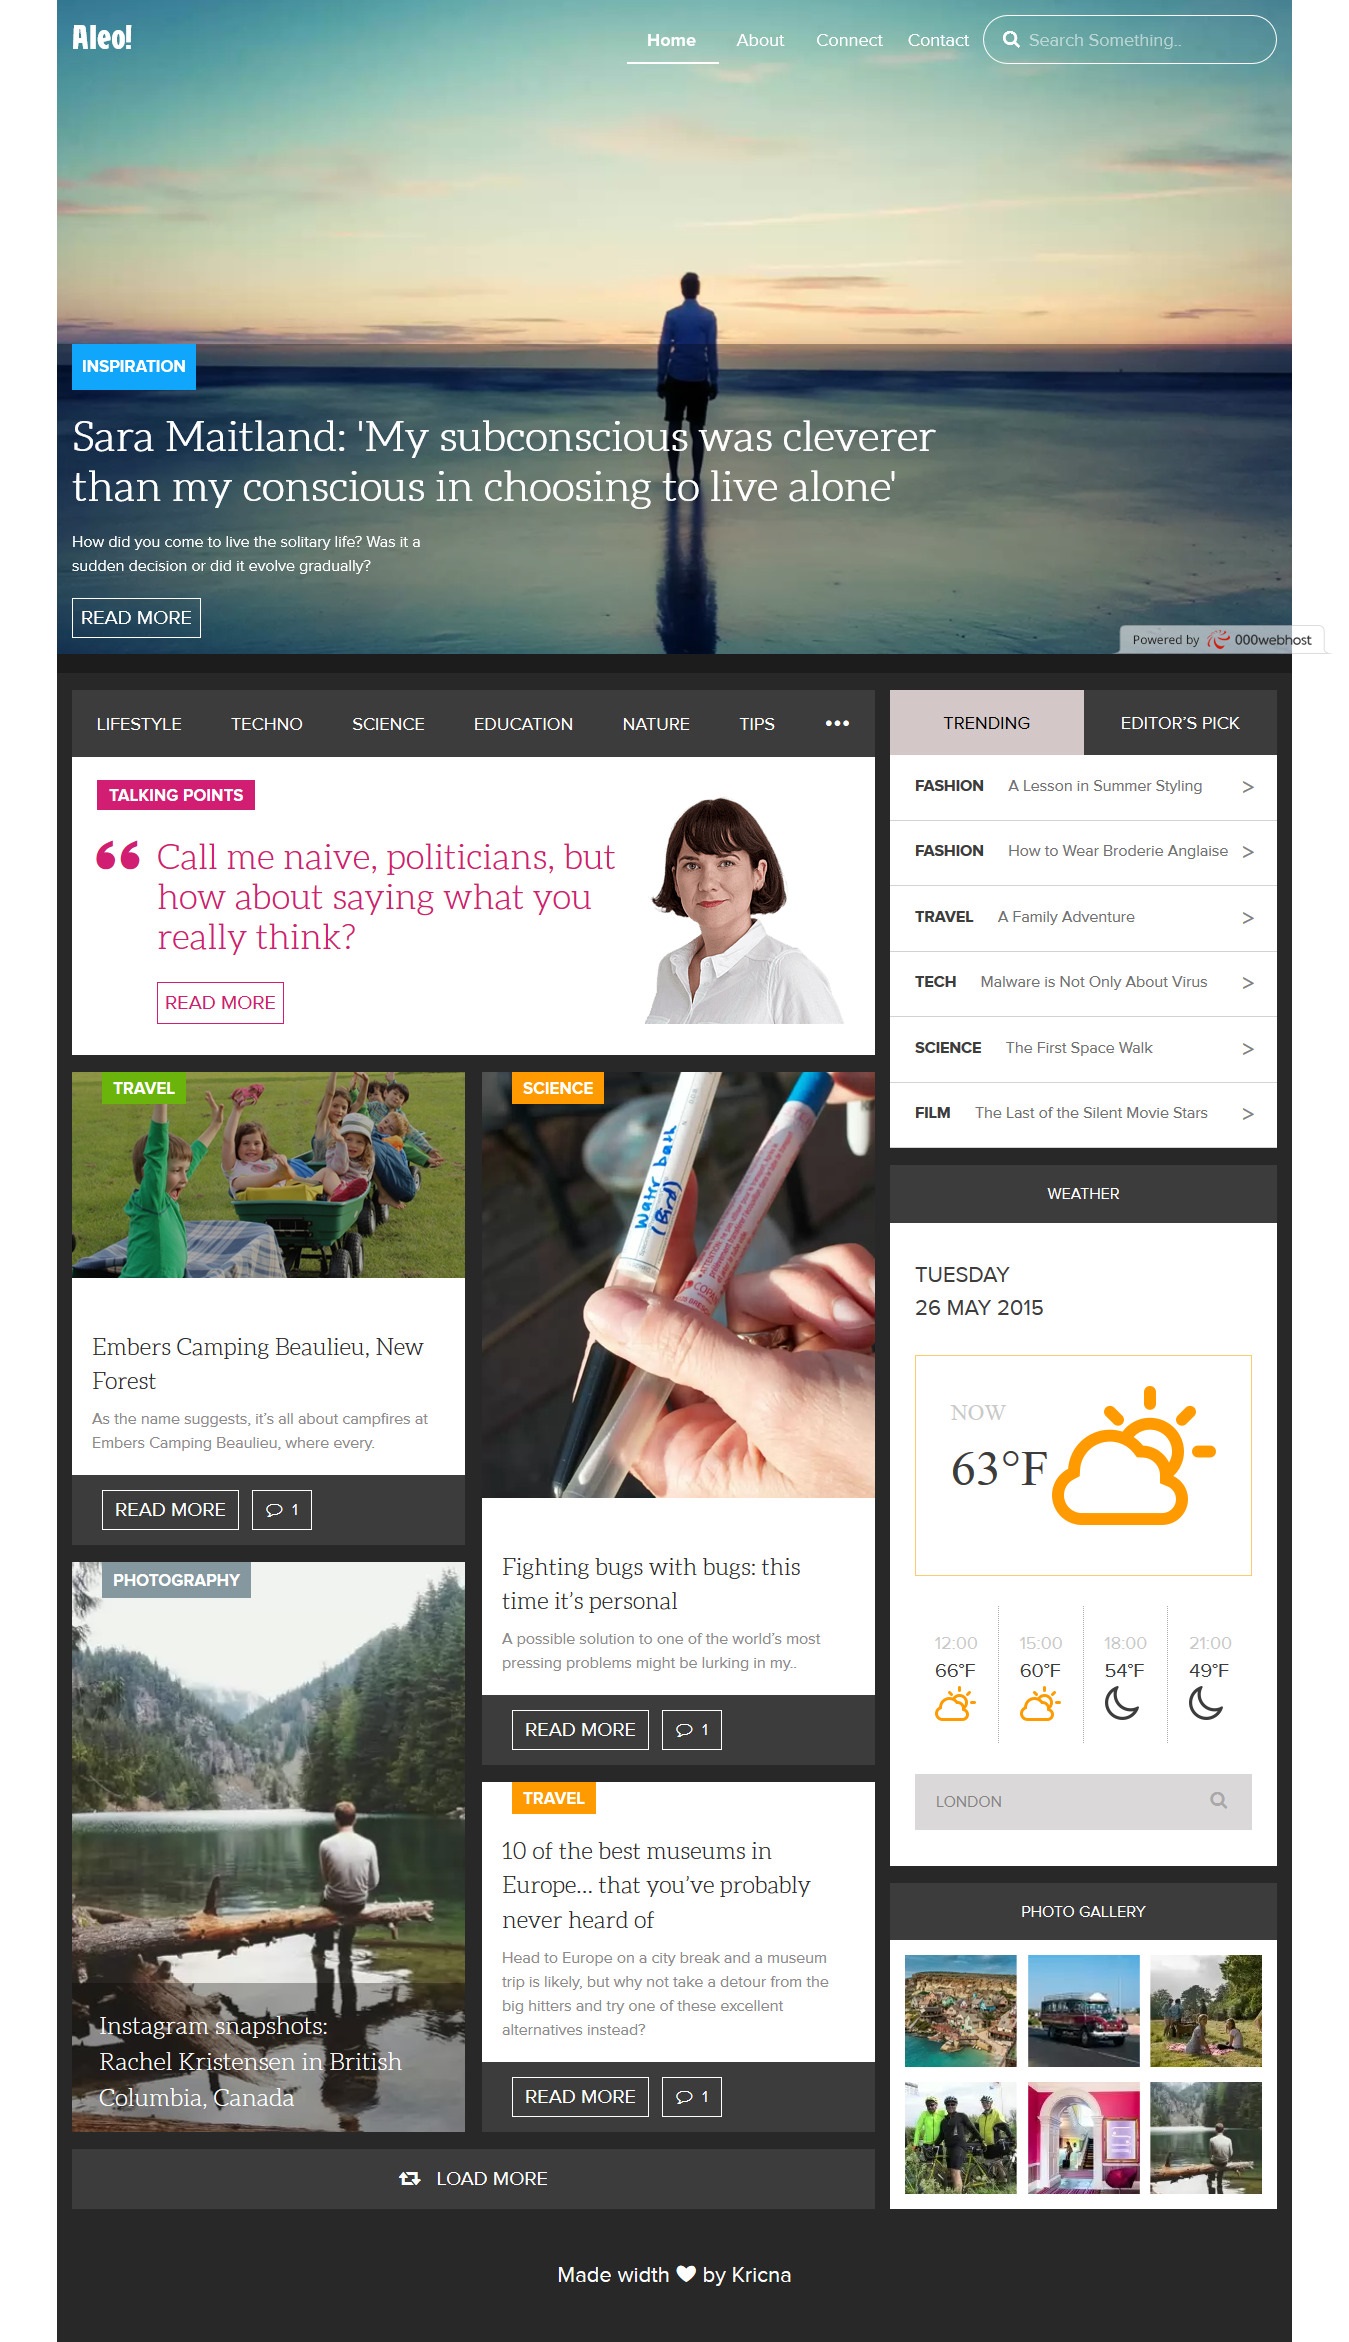 Aleo!
Home
About
Connect
Contact
Search Something..
INSPIRATION
Sara Maitland: 'My subconscious was cleverer
than my conscious in choosing to live alone'
How did you come to live the solitary life? Was it a
sudden decision or did it evolve gradually?
READ MORE
Powered by 000webhost
LIFESTYLE
TECHNO
SCIENCE
EDUCATION
NATURE
TIPS
•••
TALKING POINTS
“ Call me naive, politicians, but
how about saying what you
really think?
READ MORE
TRAVEL
Embers Camping Beaulieu, New
Forest
As the name suggests, it’s all about campfires at
Embers Camping Beaulieu, where every.
READ MORE
1
PHOTOGRAPHY
Instagram snapshots:
Rachel Kristensen in British
Columbia, Canada
SCIENCE
Watr bath
(Bird)
Fighting bugs with bugs: this
time it’s personal
A possible solution to one of the world’s most
pressing problems might be lurking in my..
READ MORE
1
TRAVEL
10 of the best museums in
Europe... that you’ve probably
never heard of
Head to Europe on a city break and a museum
trip is likely, but why not take a detour from the
big hitters and try one of these excellent
alternatives instead?
READ MORE
1
LOAD MORE
TRENDING
EDITOR’S PICK
FASHION A Lesson in Summer Styling >
FASHION How to Wear Broderie Anglaise >
TRAVEL A Family Adventure >
TECH Malware is Not Only About Virus >
SCIENCE The First Space Walk >
FILM The Last of the Silent Movie Stars >
WEATHER
TUESDAY
26 MAY 2015
NOW
63°F
12:00
66°F
15:00
60°F
18:00
54°F
21:00
49°F
LONDON
PHOTO GALLERY
Made width ♥ by Kricna